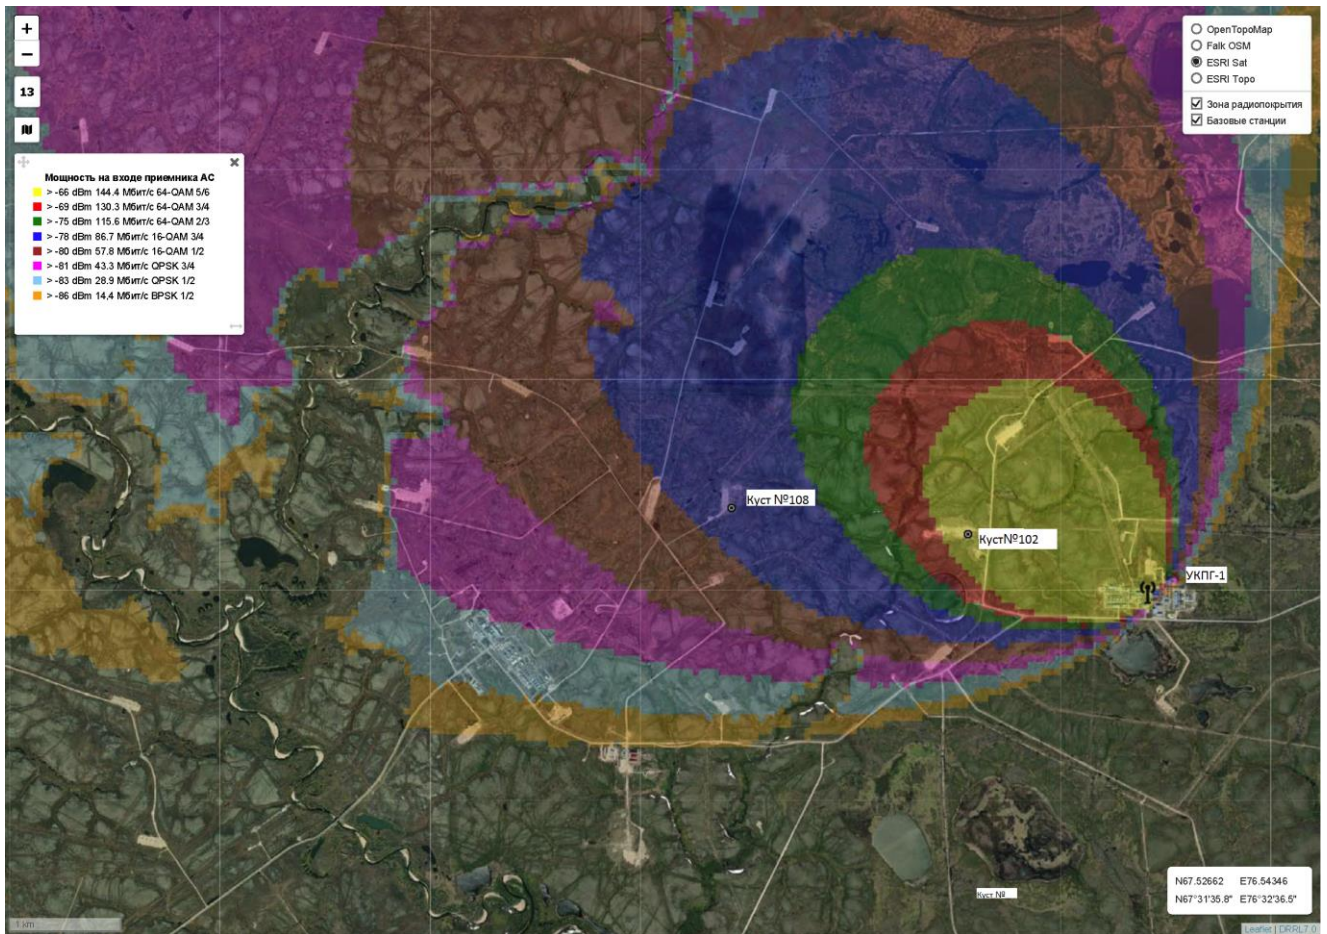 +
−
13
OpenTopoMap
Falk OSM
ESRI Sat
ESRI Topo
Зона радиопокрытия
Базовые станции
Мощность на входе приемника АС
> -66 dBm 144.4 Мбит/с 64-QAM 5/6
> -69 dBm 130.3 Мбит/с 64-QAM 3/4
> -75 dBm 115.6 Мбит/с 64-QAM 2/3
> -78 dBm 86.7 Мбит/с 16-QAM 3/4
> -80 dBm 57.8 Мбит/с 16-QAM 1/2
> -81 dBm 43.3 Мбит/с QPSK 3/4
> -83 dBm 28.9 Мбит/с QPSK 1/2
> -86 dBm 14.4 Мбит/с BPSK 1/2
Куст №108
Куст№102
УКПГ-1
Куст №
N67.52662 E76.54346
N67°31'35.8" E76°32'36.5"
1 km
Leaflet | DRRL7.0